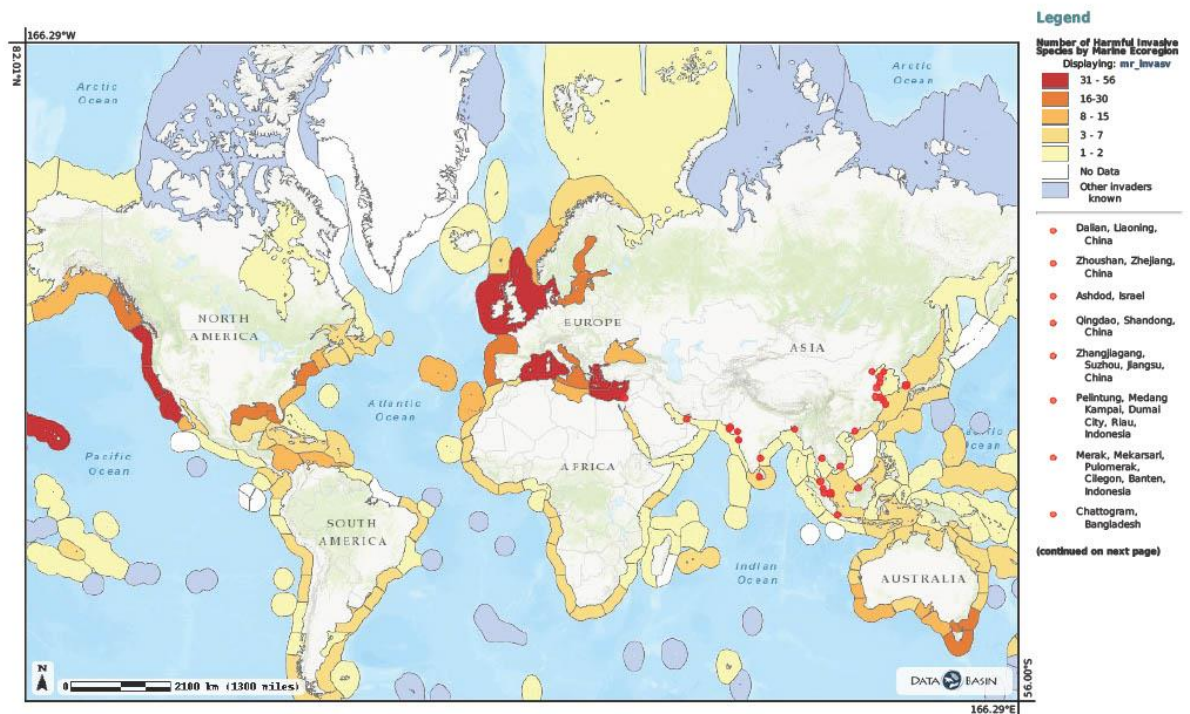 166.29°W
82.01°N
Arctic
Ocean
Arctic
Ocean
NORTH
AMERICA
EUROPE
ASIA
Atlantic
Ocean
Pacific
Ocean
AFRICA
Ocean
SOUTH
AMERICA
Indian
Ocean
AUSTRALIA
N
0 2100 km (1300 miles)
DATA BASIN
56.00°S
166.29°E
Legend
Number of Harmful Invasive
Species by Marine Ecoregion
Displaying: mr_invasv
31 - 56
16-30
8 - 15
3 - 7
1 - 2
No Data
Other invaders
known
Dalian, Liaoning,
China
Zhoushan, Zhejiang,
China
Ashdod, Israel
Qingdao, Shandong,
China
Zhangjiagang,
Suzhou, Jiangsu,
China
Pelintung, Medang
Kampai, Dumai
City, Riau,
Indonesia
Merak, Mekarsari,
Pulomerak,
Cilegon, Banten,
Indonesia
Chattogram,
Bangladesh
(continued on next page)